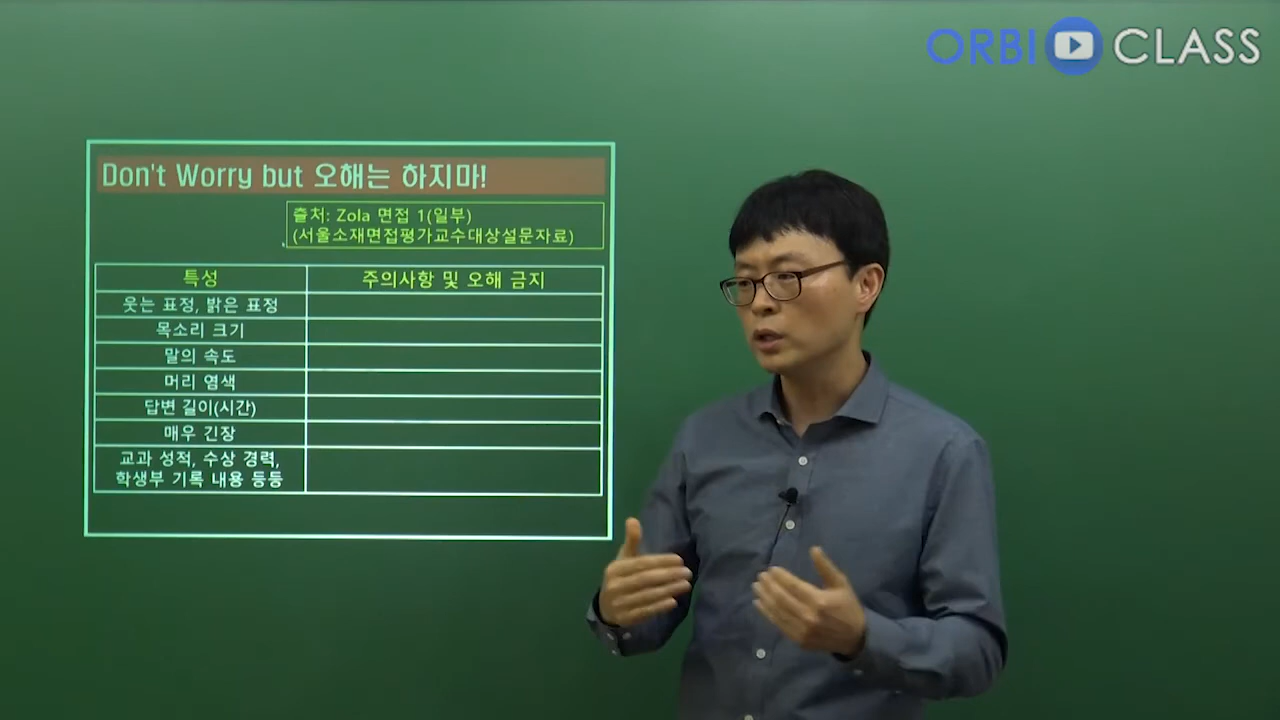 ORBI CLASS
Don't Worry but 오해는 하지마!
출처: Zola 면접 1(일부)
(서울소재면접평가교수대상설문자료)
특성
주의사항 및 오해 금지
웃는 표정, 밝은 표정
목소리 크기
말의 속도
머리 염색
답변 길이(시간)
매우 긴장
교과 성적, 수상 경력,
학생부 기록 내용 등등